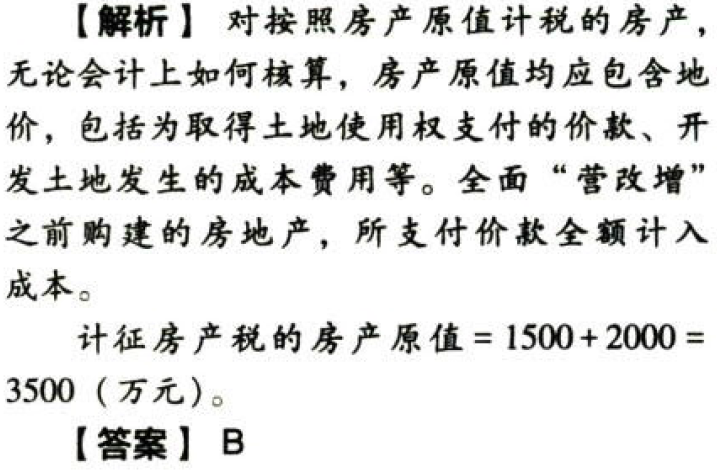 【解析】 对按照房产原值计税的房产，
无论会计上如何核算，房产原值均应包含地
价，包括为取得土地使用权支付的价款、开
发土地发生的成本费用等。全面“营改增”
之前购建的房地产，所支付价款全额计入
成本。
计征房产税的房产原值 = 1500 + 2000 =
3500（万元）。
【答案】 B